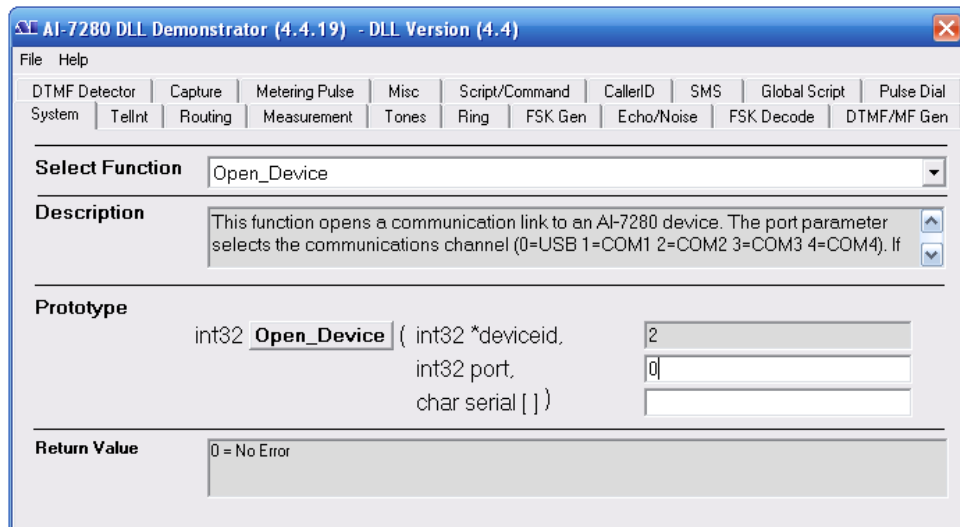 AI-7280 DLL Demonstrator (4.4.19) - DLL Version (4.4)
File Help
DTMF Detector Capture Metering Pulse Misc Script/Command CallerID SMS Global Script Pulse Dial
System TelInt Routing Measurement Tones Ring FSK Gen Echo/Noise FSK Decode DTMF/MF Gen
Select Function Open_Device
Description
This function opens a communication link to an AI-7280 device. The port parameter
selects the communications channel (0=USB 1=COM1 2=COM2 3=COM3 4=COM4). If
Prototype
int32 Open_Device ( int32 *deviceid, 2
int32 port, 0
char serial [ ] )
Return Value 0 = No Error